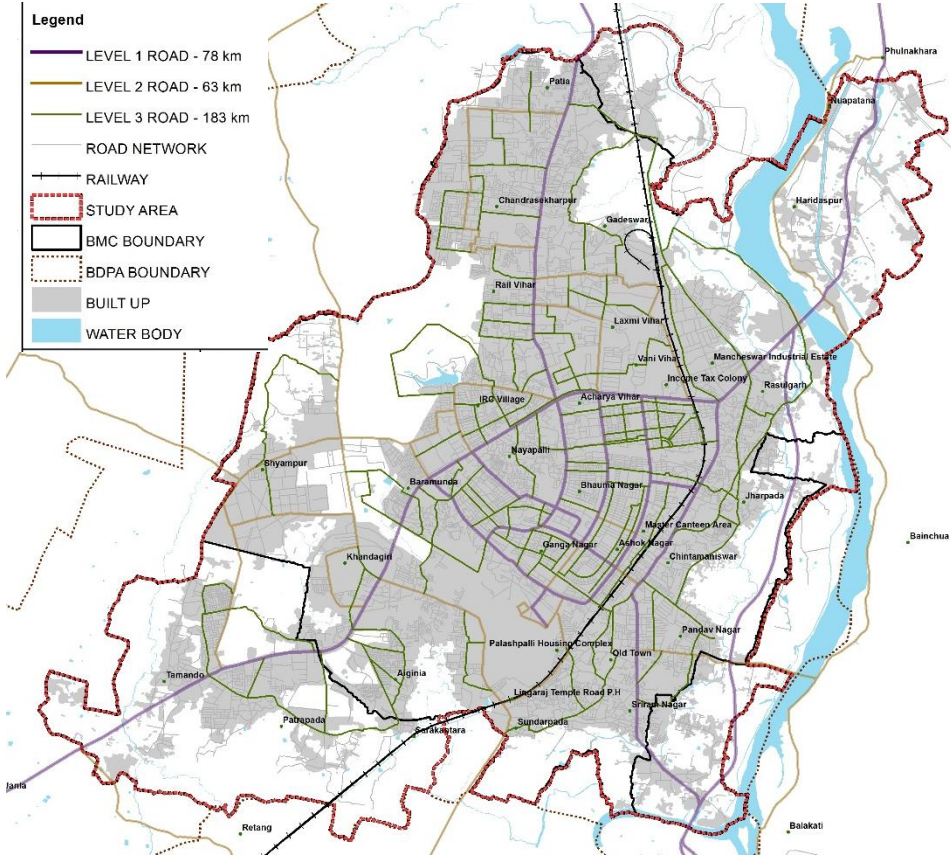 Legend
LEVEL 1 ROAD - 78 km
LEVEL 2 ROAD - 63 km
LEVEL 3 ROAD - 183 km
ROAD NETWORK
RAILWAY
STUDY AREA
BMC BOUNDARY
BDPA BOUNDARY
BUILT UP
WATER BODY
Phulnakhara
Patia
Nuapatana
Chandrasekharpur
Haridaspur
Gadeswar
Rail Vihar
Laxmi Vihar
Vani Vihar
Mancheswar Industrial Estate
Income Tax Colony
Rasulgarh
IRC Village
Acharya Vihar
Nayapalli
Shyampur
Baramunda
Bhauma Nagar
Jharpada
Master Canteen Area
Ganga Nagar
Ashok Nagar
Bainchua
Khandagiri
Chintamaniswar
Pandav Nagar
Palashpalli Housing Complex
Old Town
Tamando
Aiginia
Lingaraj Temple Road P.H
Sriram Nagar
Patrapada
Sarakantara
Sundarpada
Retang
Balakati